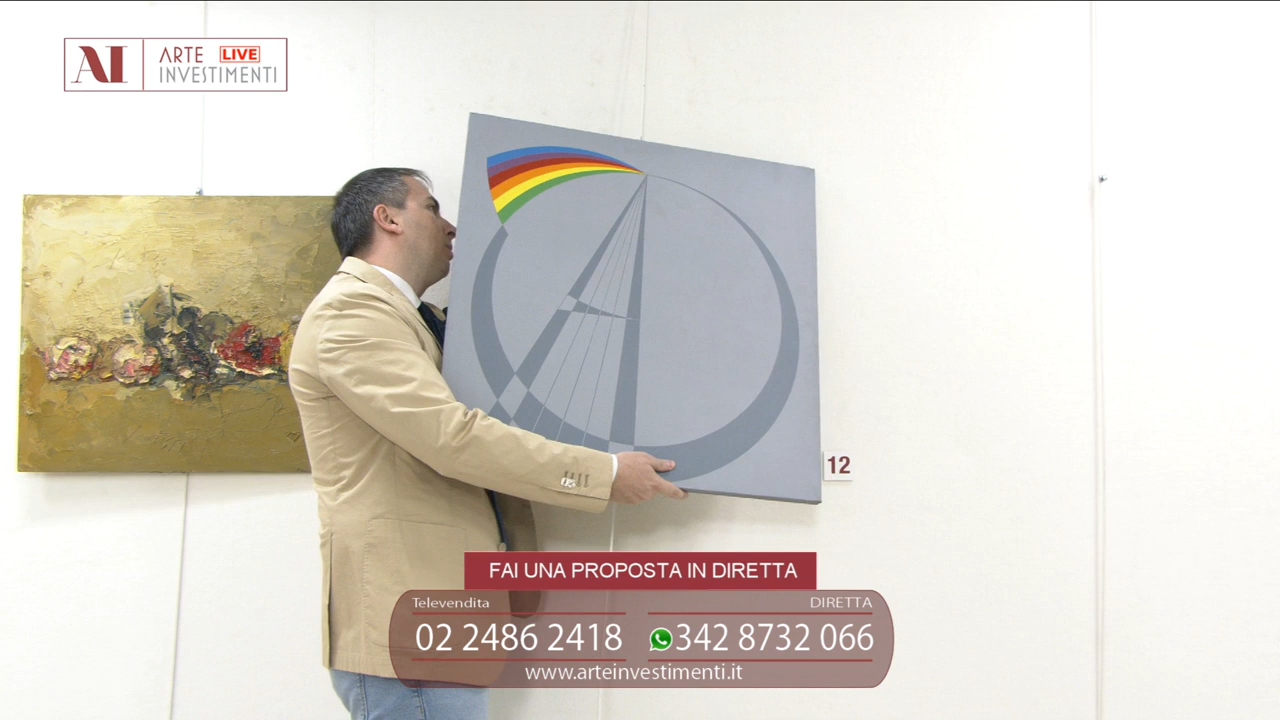 AI ARTE LIVE
INVESTIMENTI
12
FAI UNA PROPOSTA IN DIRETTA
Televendita DIRETTA
02 2486 2418 342 8732 066
www.arteinvestimenti.it